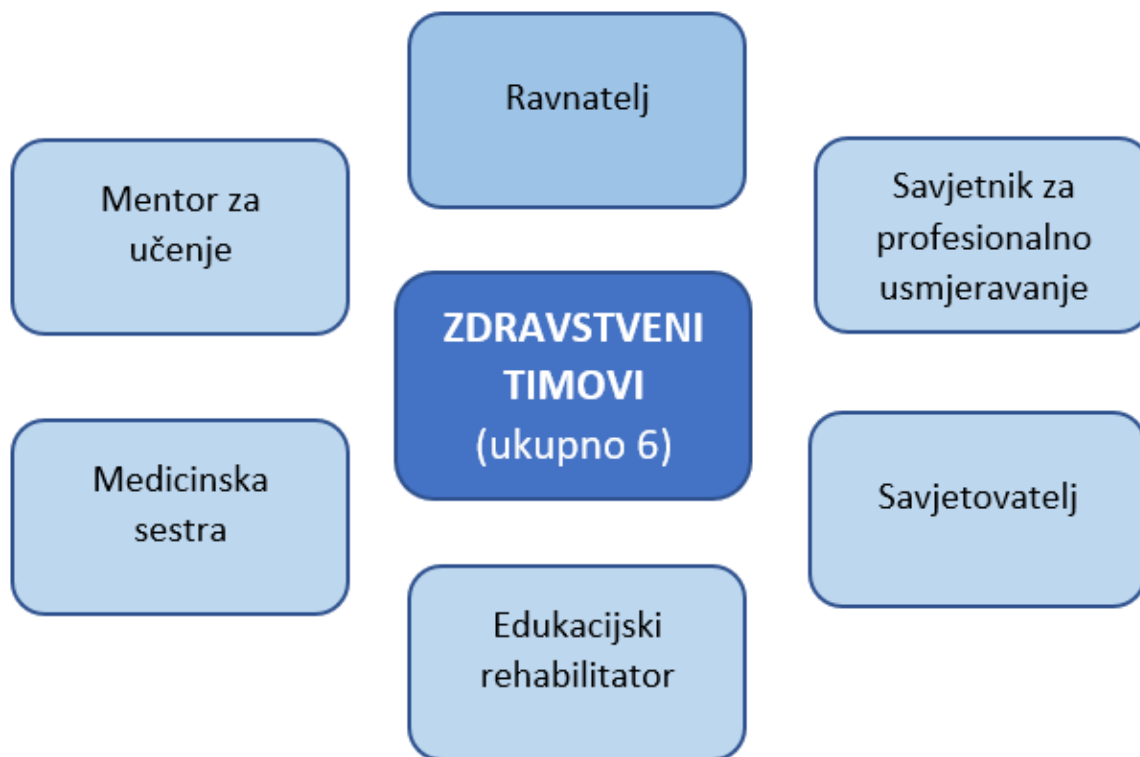 Ravnatelj
Mentor za
učenje
Savjetnik za
profesionalno
usmjeravanje
ZDRAVSTVENI
TIMOVI
(ukupno 6)
Medicinska
sestra
Savjetovatelj
Edukacijski
rehabilitator